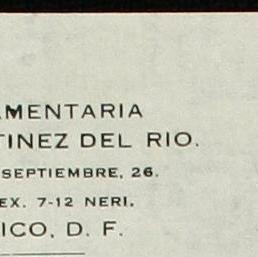 AMENTARIA
TINEZ DEL RIO.
SEPTIEMBRE, 26.
EX. 7-12 NERI.
ICO, D. F.